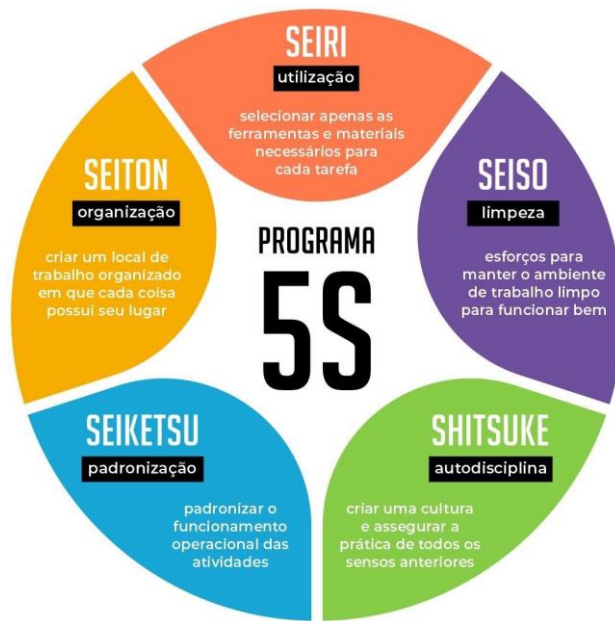 SEIRI
utilização
selecionar apenas as
ferramentas e materiais
necessários para
cada tarefa
SEITON
organização
criar um local de
trabalho organizado
em que cada coisa
possui seu lugar
PROGRAMA
5S
SEISO
limpeza
esforços para
manter o ambiente
de trabalho limpo
para funcionar bem
SEIKETSU
padronização
padronizar o
funcionamento
operacional das
atividades
SHITSUKE
autodisciplina
criar uma cultura
e assegurar a
prática de todos os
sensos anteriores